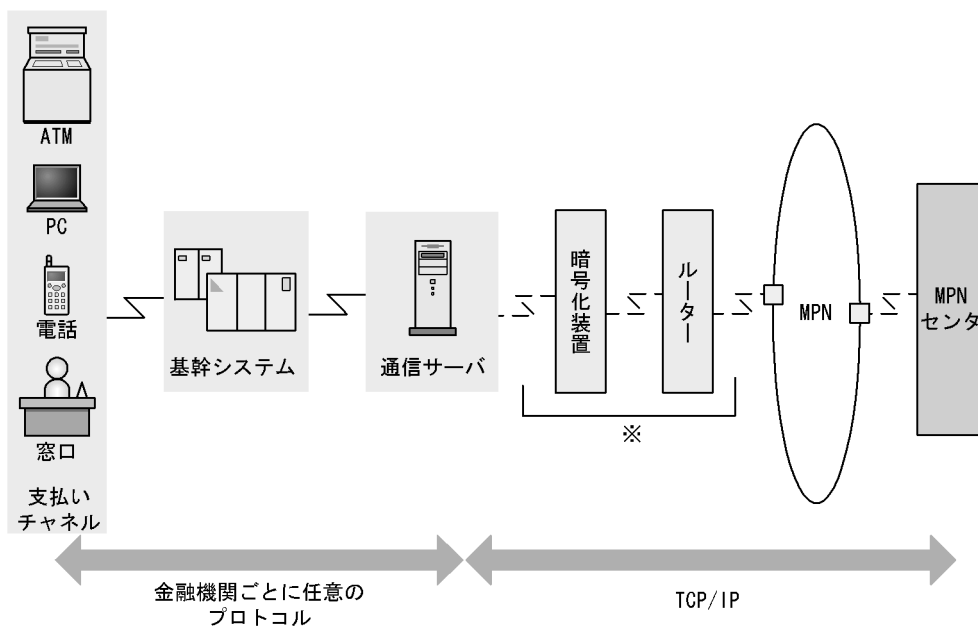 ATM
PC
電話
窓口
支払い
チャネル
基幹システム
通信サーバ
暗号化装置
ルーター
※
MPN
MPN
センタ
金融機関ごとに任意の
プロトコル
TCP/IP